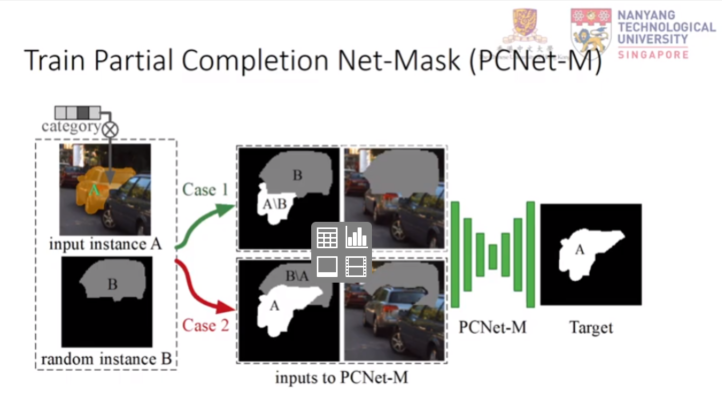 NANYANG
TECHNOLOGICAL
UNIVERSITY
SINGAPORE
Train Partial Completion Net-Mask (PCNet-M)
category
A
input instance A
B
random instance B
Case 1
Case 2
B
A\B
B\A
A
inputs to PCNet-M
PCNet-M
A
Target